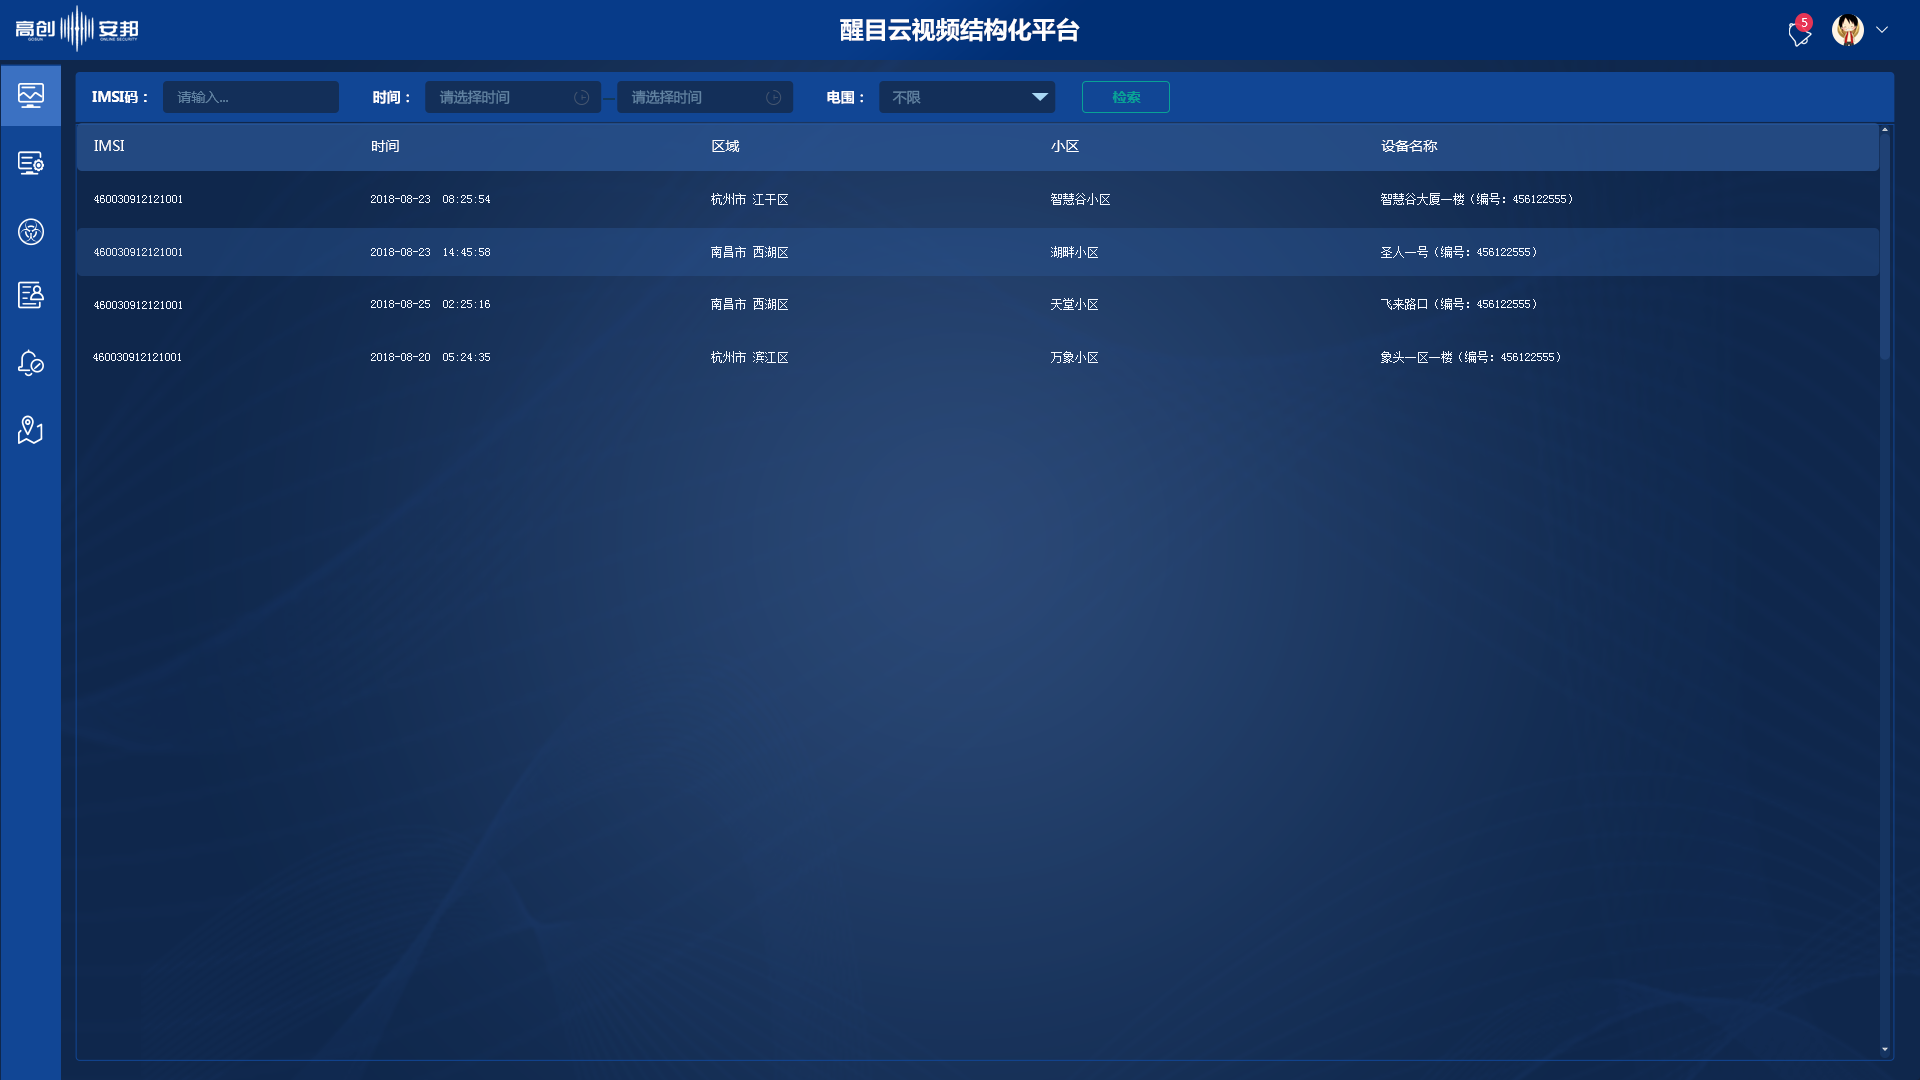 高创 安邦
GOSUN ONLINE SECURITY
醒目云视频结构化平台
5
IMSI码： 请输入... 时间： 请选择时间 — 请选择时间 电围： 不限 检索
IMSI 时间 区域 小区 设备名称
460030912121001 2018-08-23 08:25:54 杭州市 江干区 智慧谷小区 智慧谷大厦一楼（编号：456122555）
460030912121001 2018-08-23 14:45:58 南昌市 西湖区 湖畔小区 圣人一号（编号：456122555）
460030912121001 2018-08-25 02:25:16 南昌市 西湖区 天堂小区 飞来路口（编号：456122555）
460030912121001 2018-08-20 05:24:35 杭州市 滨江区 万象小区 象头一区一楼（编号：456122555）